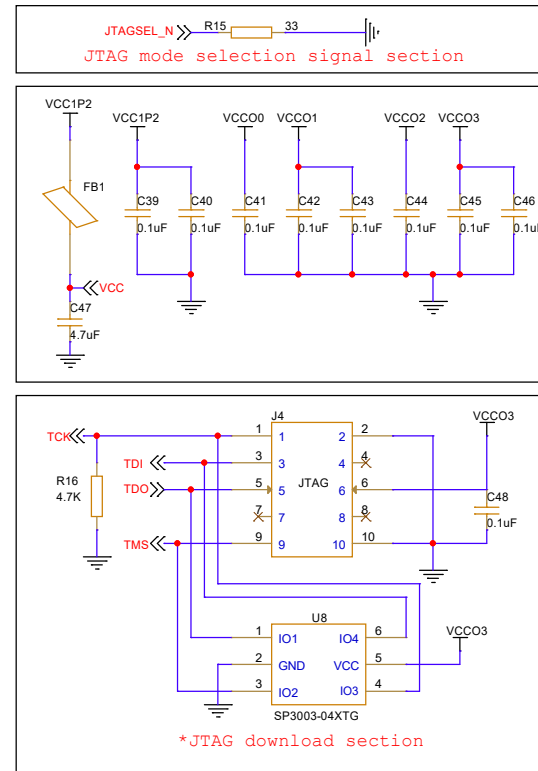 JTAGSEL_N R15 33
JTAG mode selection signal section
VCC1P2 VCC1P2 VCCO0 VCCO1 VCCO2 VCCO3
FB1
C39 C40 C41 C42 C43 C44 C45 C46
0.1uF 0.1uF 0.1uF 0.1uF 0.1uF 0.1uF 0.1uF 0.1uF
VCC
C47
4.7uF
J4
VCCO3
TCK 1 1 2 2
TDI 3 3 4 4
R16
4.7K
TDO 5 5 JTAG 6 6
C48
0.1uF
7 7 8 8
TMS 9 9 10 10
U8
VCCO3
1 IO1 IO4 6
2 GND VCC 5
3 IO2 IO3 4
SP3003-04XTG
*JTAG download section